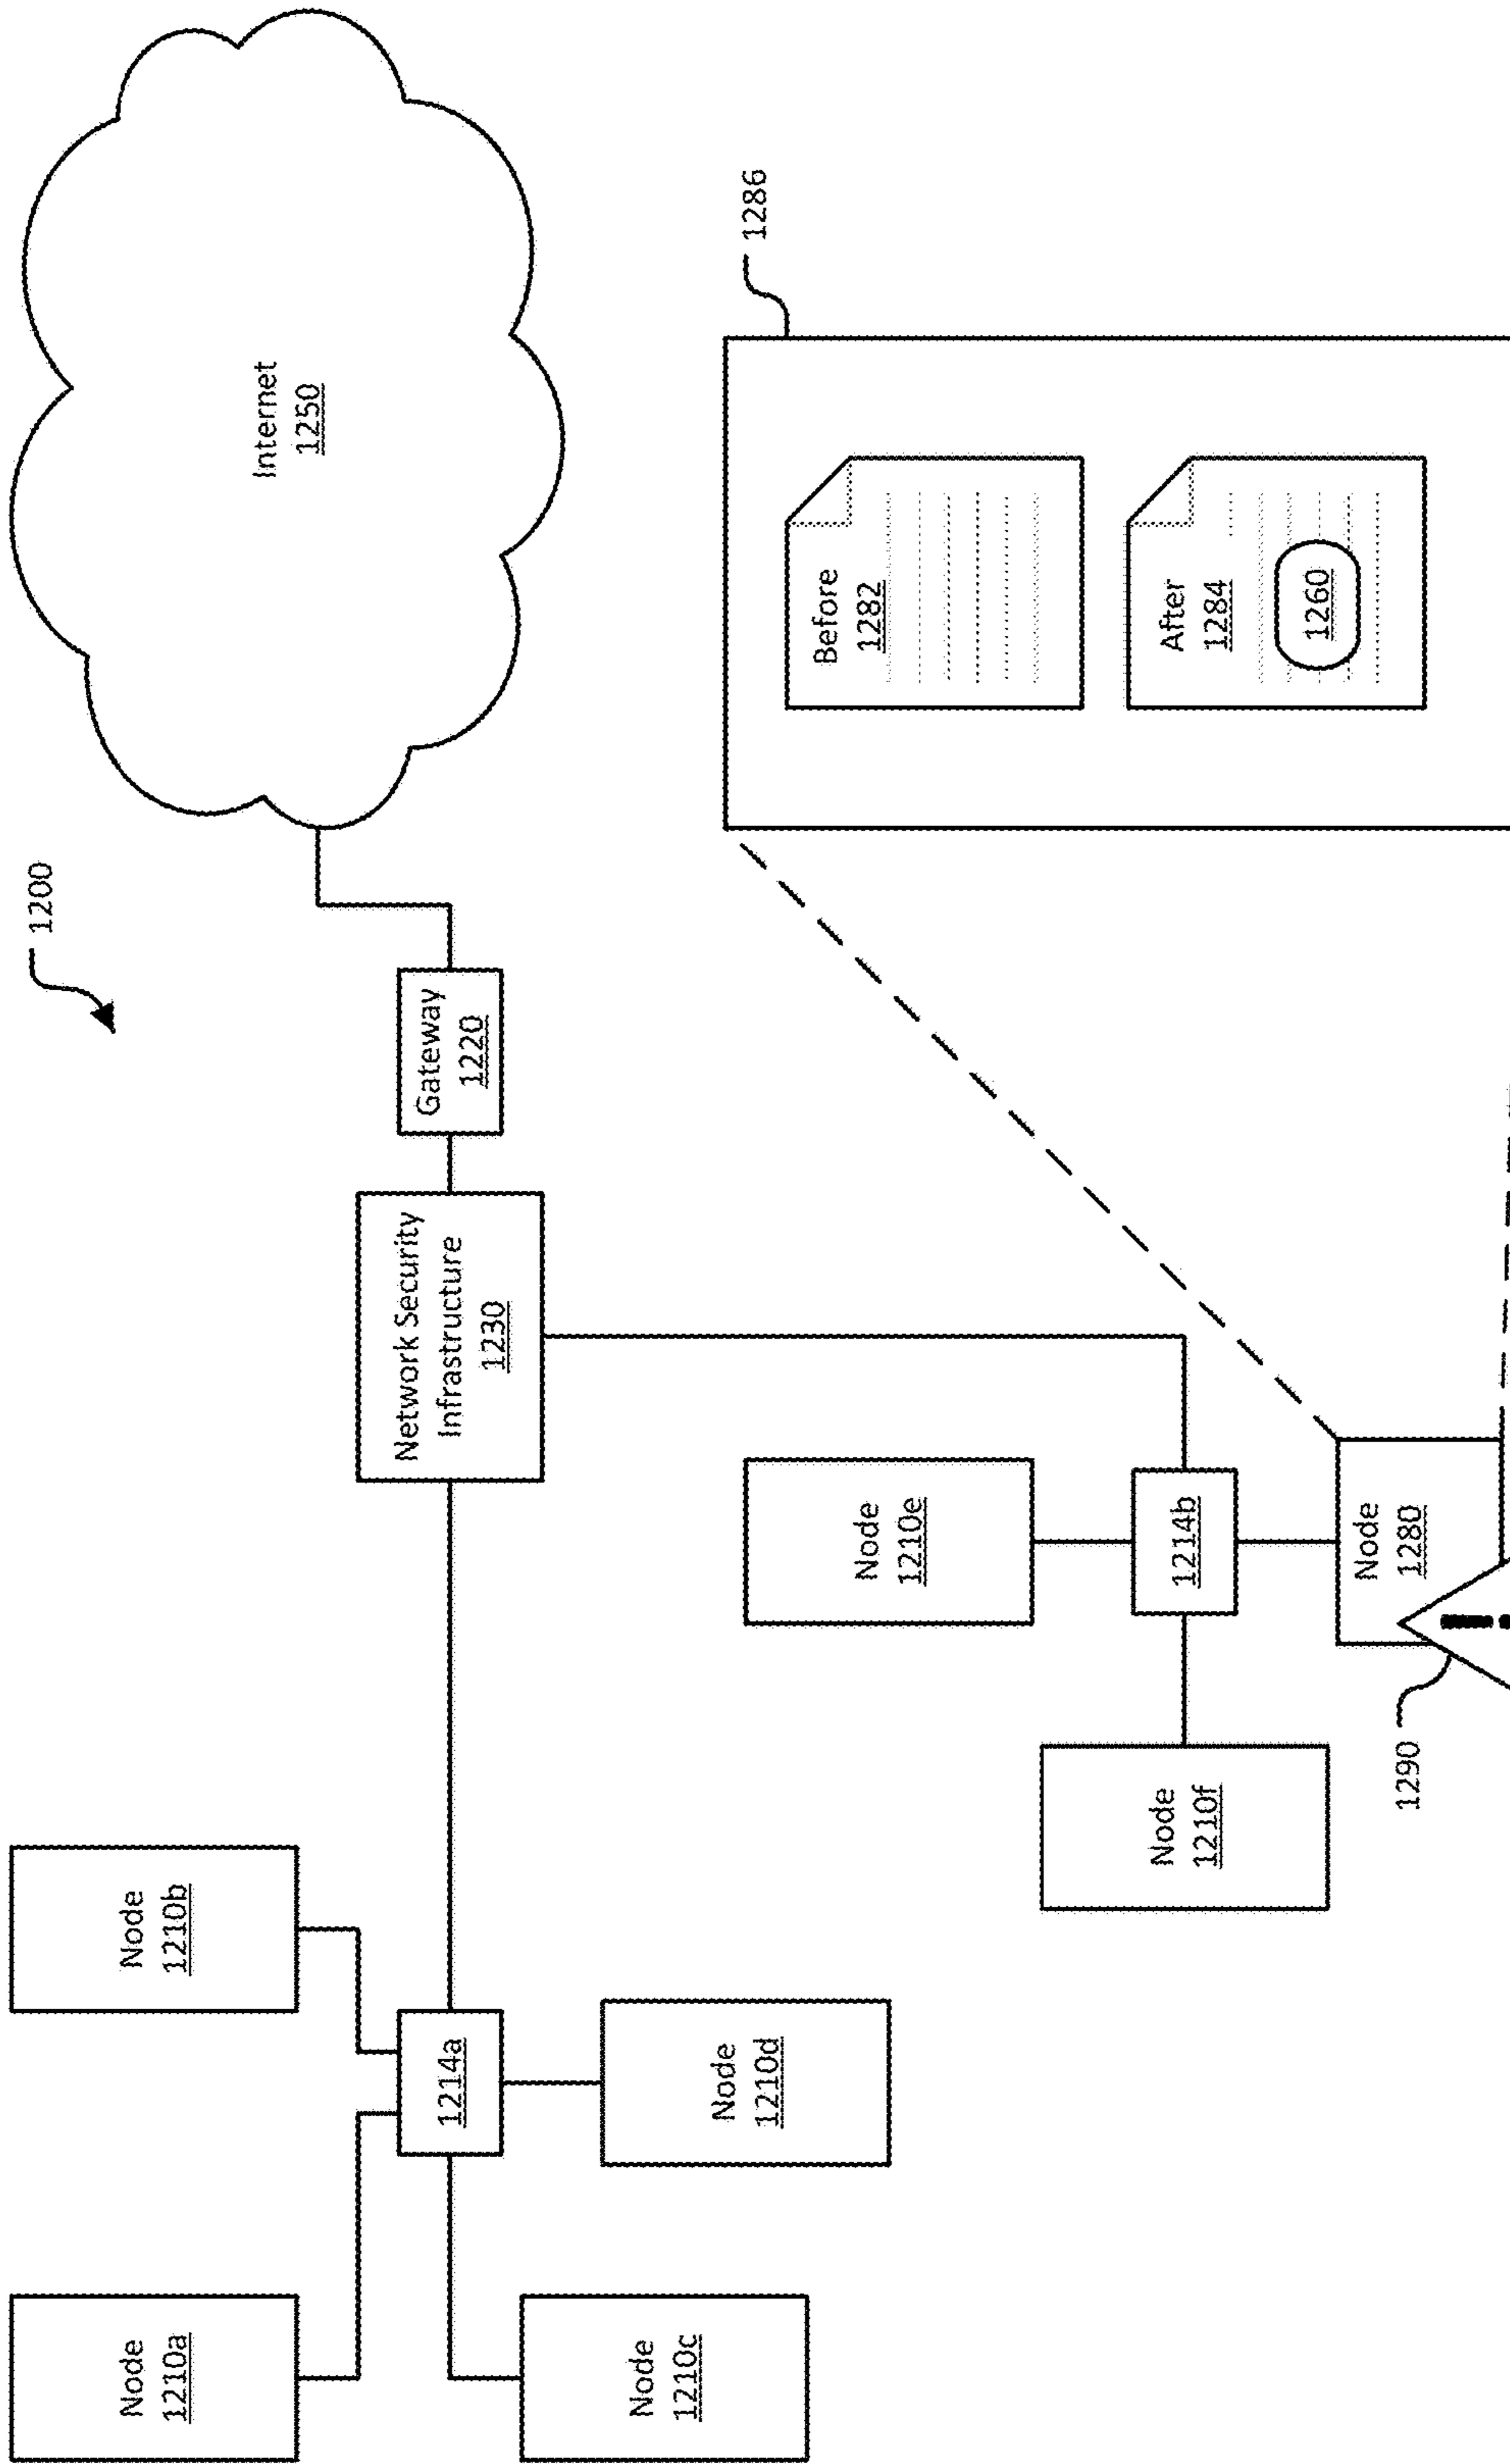 1200
Internet
1250
Gateway
1220
Network Security
Infrastructure
1230
Node
1210a
Node
1210b
1214a
Node
1210c
Node
1210d
Node
1210e
Node
1210f
1214b
Node
1280
!
1290
1286
Before
1282
After
1284
1260